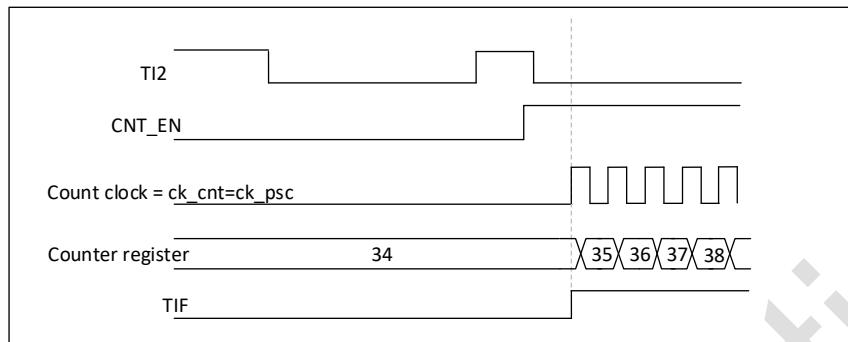 TI2
CNT_EN
Count clock = ck_cnt=ck_psc
Counter register 34 35 36 37 38
TIF